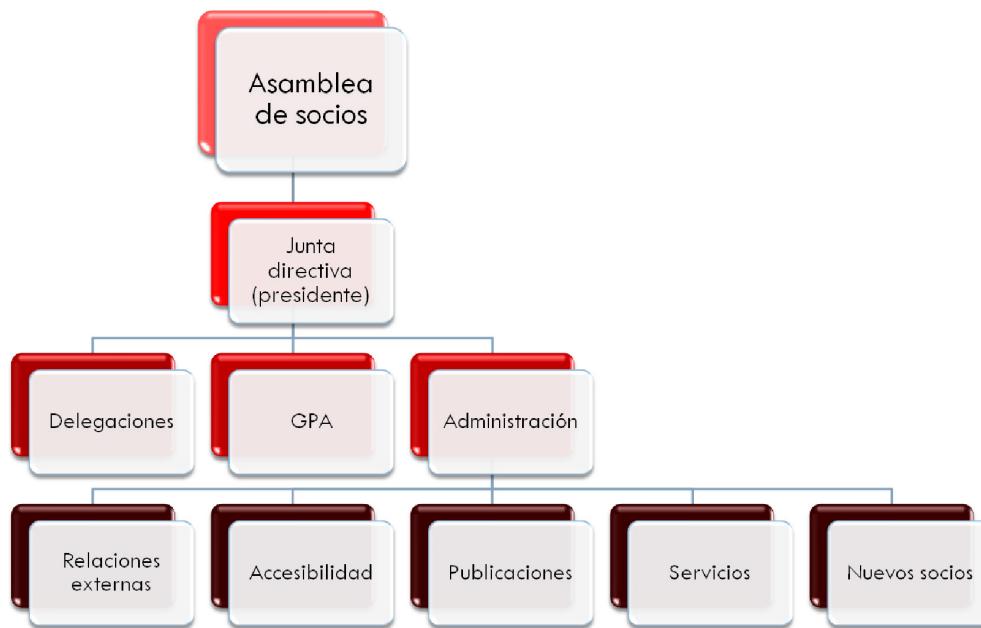 Asamblea
de socios
Junta
directiva
(presidente)
Delegaciones
GPA
Administración
Relaciones
externas
Accesibilidad
Publicaciones
Servicios
Nuevos socios